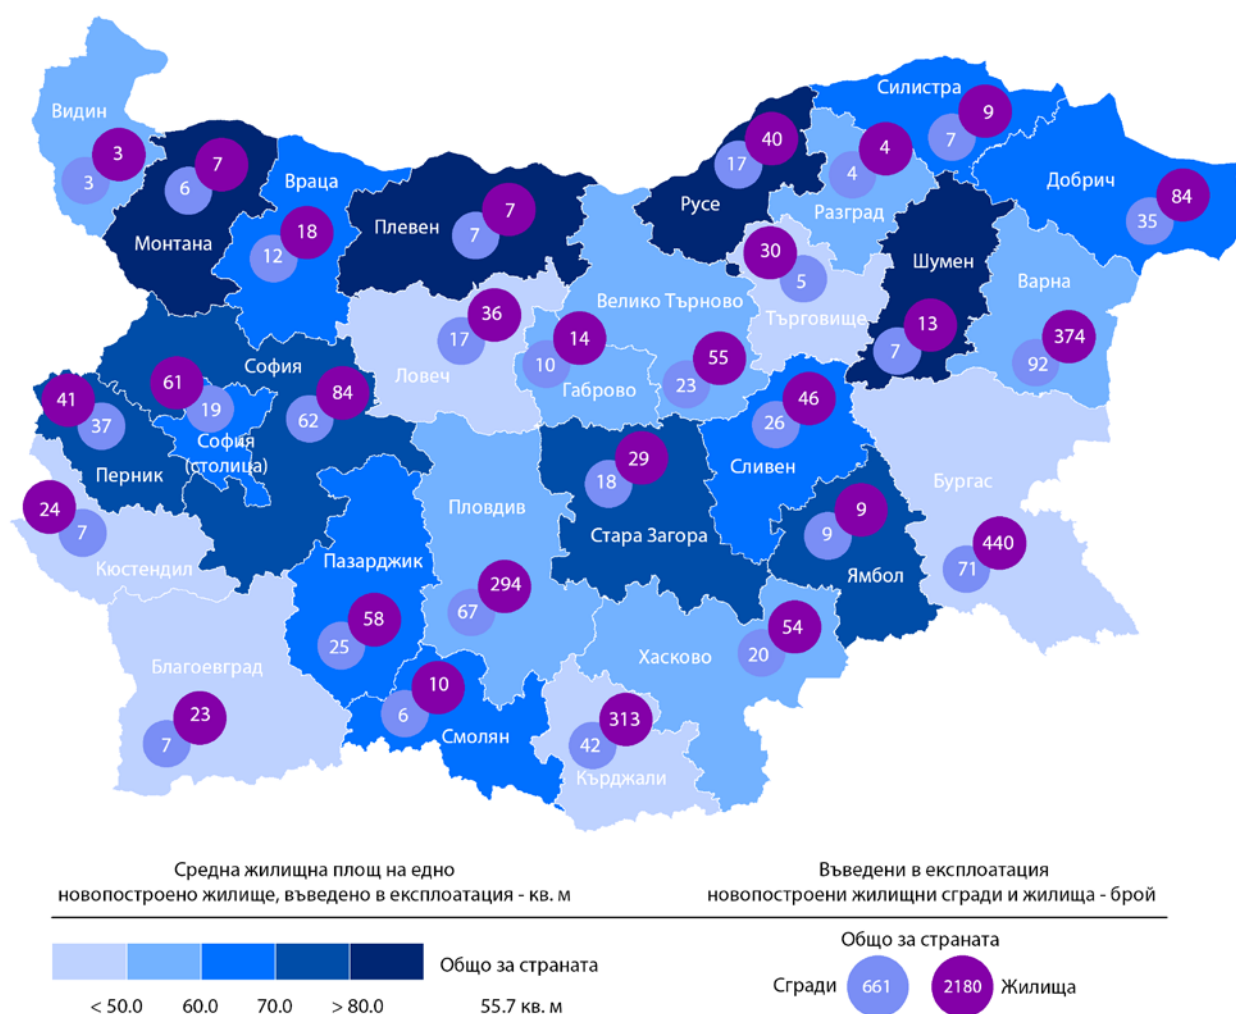 Силистра
Видин
3
3
7
6
Монтана
Враца
18
12
Плевен
7
7
40
17
Русе
4
4
Разград
9
7
Добрич
84
35
30
5
Търговище
Шумен
13
7
Варна
374
92
Велико Търново
55
23
36
17
Ловеч
14
10
Габрово
София
61
19
София
(столица)
84
62
41
37
Перник
24
7
Кюстендил
46
26
Сливен
29
18
Стара Загора
9
9
Ямбол
Бургас
440
71
Пловдив
294
67
Пазарджик
58
25
Хасково
54
20
Благоевград
23
7
10
6
Смолян
313
42
Кърджали
Средна жилищна площ на едно
новопостроено жилище, въведено в експлоатация - кв. м
< 50.0 60.0 70.0 > 80.0
Общо за страната
55.7 кв. м
Въведени в експлоатация
новопостроени жилищни сгради и жилища - брой
Общо за страната
Сгради 661 2180 Жилища